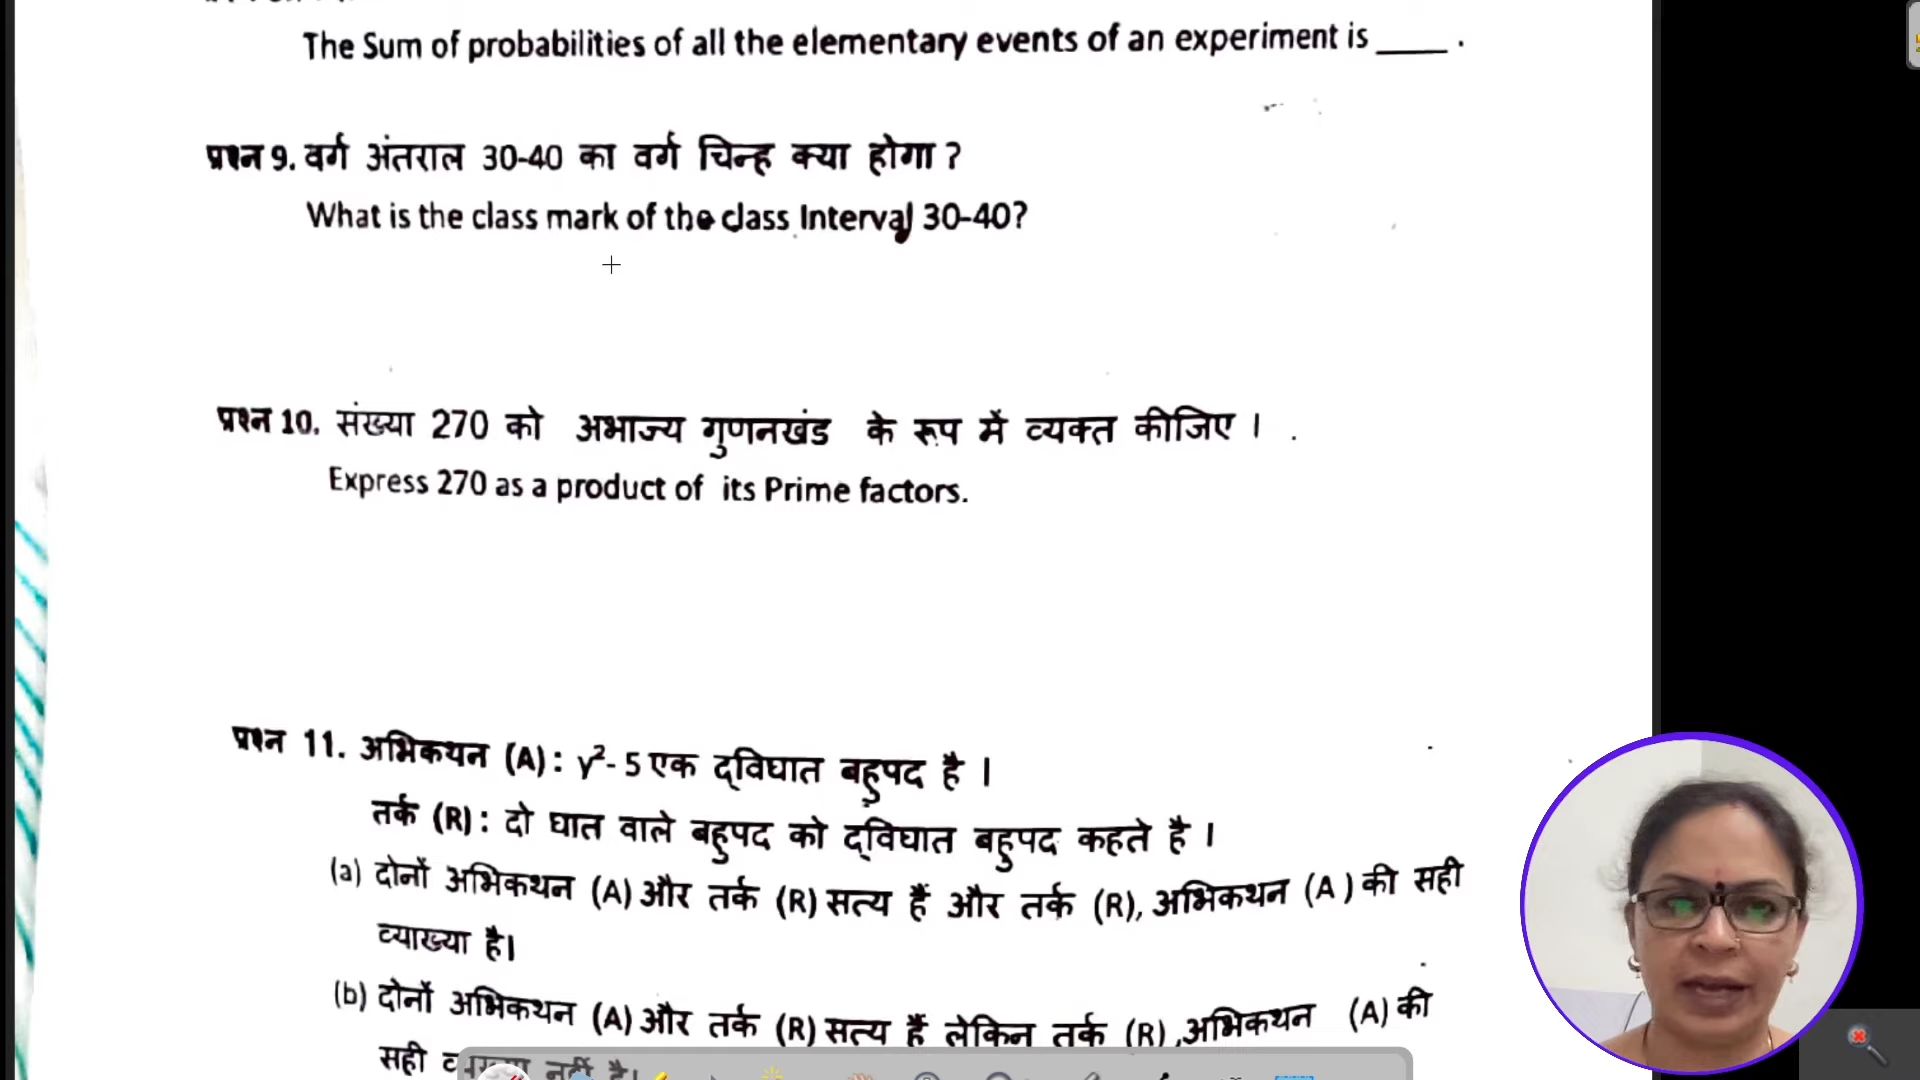 The Sum of probabilities of all the elementary events of an experiment is ____ .
प्रश्न 9. वर्ग अंतराल 30-40 का वर्ग चिन्ह क्या होगा ?
What is the class mark of the class Interval 30-40?
प्रश्न 10. संख्या 270 को अभाज्य गुणनखंड के रूप में व्यक्त कीजिए ।
Express 270 as a product of its Prime factors.
प्रश्न 11. अभिकथन (A) : y²- 5 एक द्विघात बहुपद है ।
तर्क (R) : दो घात वाले बहुपद को द्विघात बहुपद कहते है ।
(a) दोनों अभिकथन (A) और तर्क (R) सत्य हैं और तर्क (R), अभिकथन (A ) की सही
व्याख्या है।
(b) दोनों अभिकथन (A) और तर्क (R) सत्य हैं लेकिन तर्क (R) ,अभिकथन (A) की
सही नहीं है।